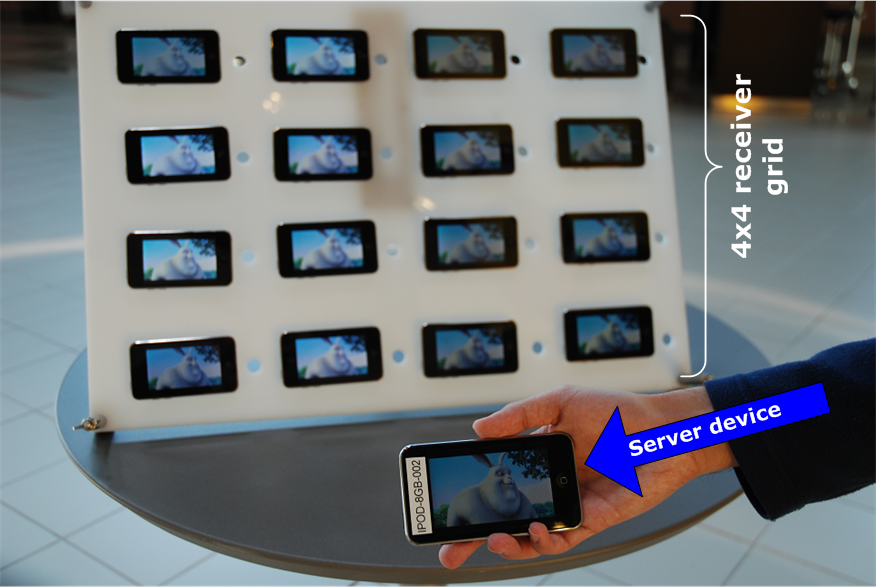 4x4 receiver
grid
Server device
IPOD-8GB-002